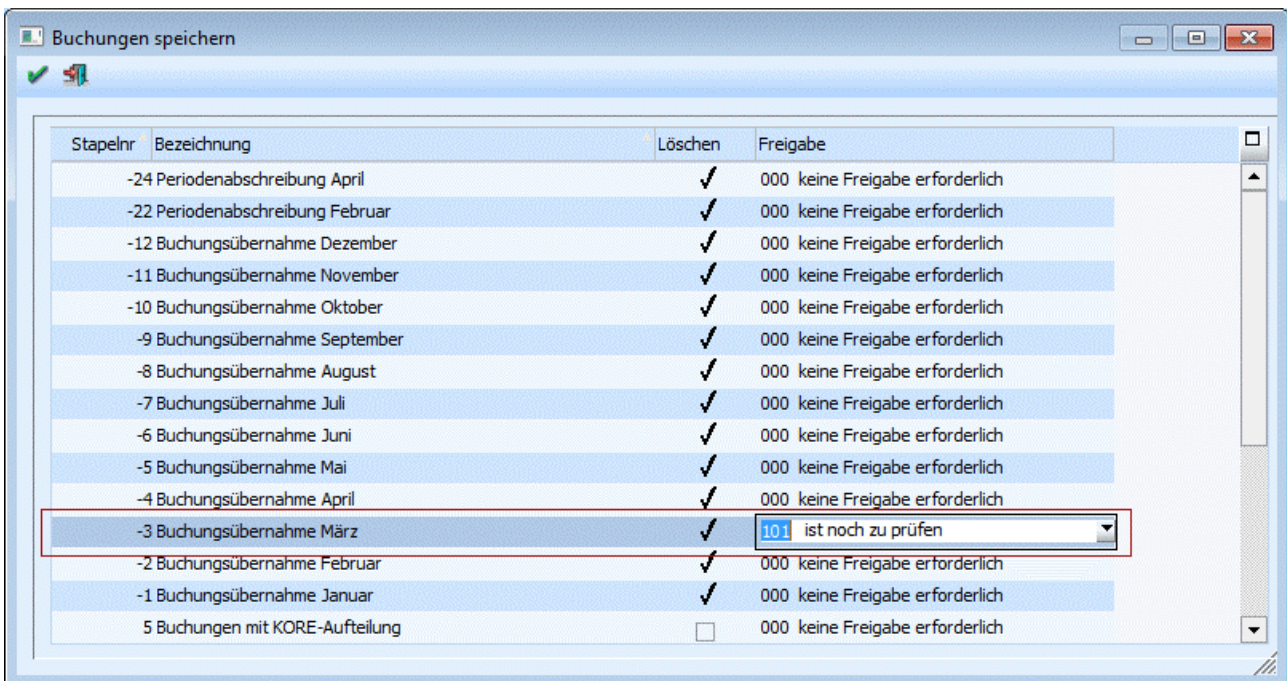 Buchungen speichern
Stapelnr Bezeichnung Löschen Freigabe
-24 Periodenabschreibung April 000 keine Freigabe erforderlich
-22 Periodenabschreibung Februar 000 keine Freigabe erforderlich
-12 Buchungsübernahme Dezember 000 keine Freigabe erforderlich
-11 Buchungsübernahme November 000 keine Freigabe erforderlich
-10 Buchungsübernahme Oktober 000 keine Freigabe erforderlich
-9 Buchungsübernahme September 000 keine Freigabe erforderlich
-8 Buchungsübernahme August 000 keine Freigabe erforderlich
-7 Buchungsübernahme Juli 000 keine Freigabe erforderlich
-6 Buchungsübernahme Juni 000 keine Freigabe erforderlich
-5 Buchungsübernahme Mai 000 keine Freigabe erforderlich
-4 Buchungsübernahme April 000 keine Freigabe erforderlich
-3 Buchungsübernahme März 101 ist noch zu prüfen
-2 Buchungsübernahme Februar 000 keine Freigabe erforderlich
-1 Buchungsübernahme Januar 000 keine Freigabe erforderlich
5 Buchungen mit KORE-Aufteilung 000 keine Freigabe erforderlich